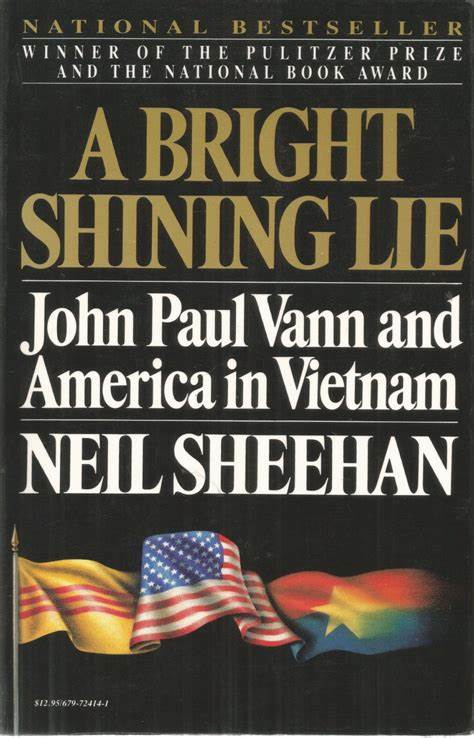 NATIONAL BESTSELLER
WINNER OF THE PULITZER PRIZE
AND THE NATIONAL BOOK AWARD
A BRIGHT
SHINING LIE
John Paul Vann and
America in Vietnam
NEIL SHEEHAN
$12.95/679-72414-1